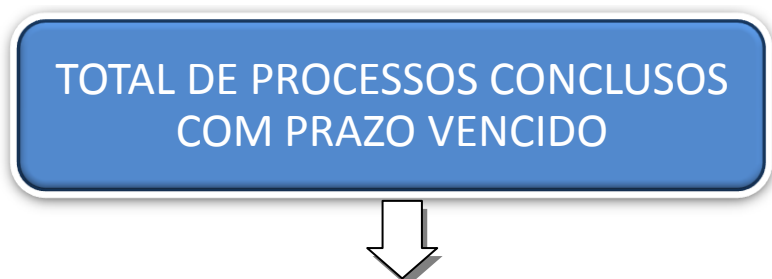 TOTAL DE PROCESSOS CONCLUSOS
COM PRAZO VENCIDO